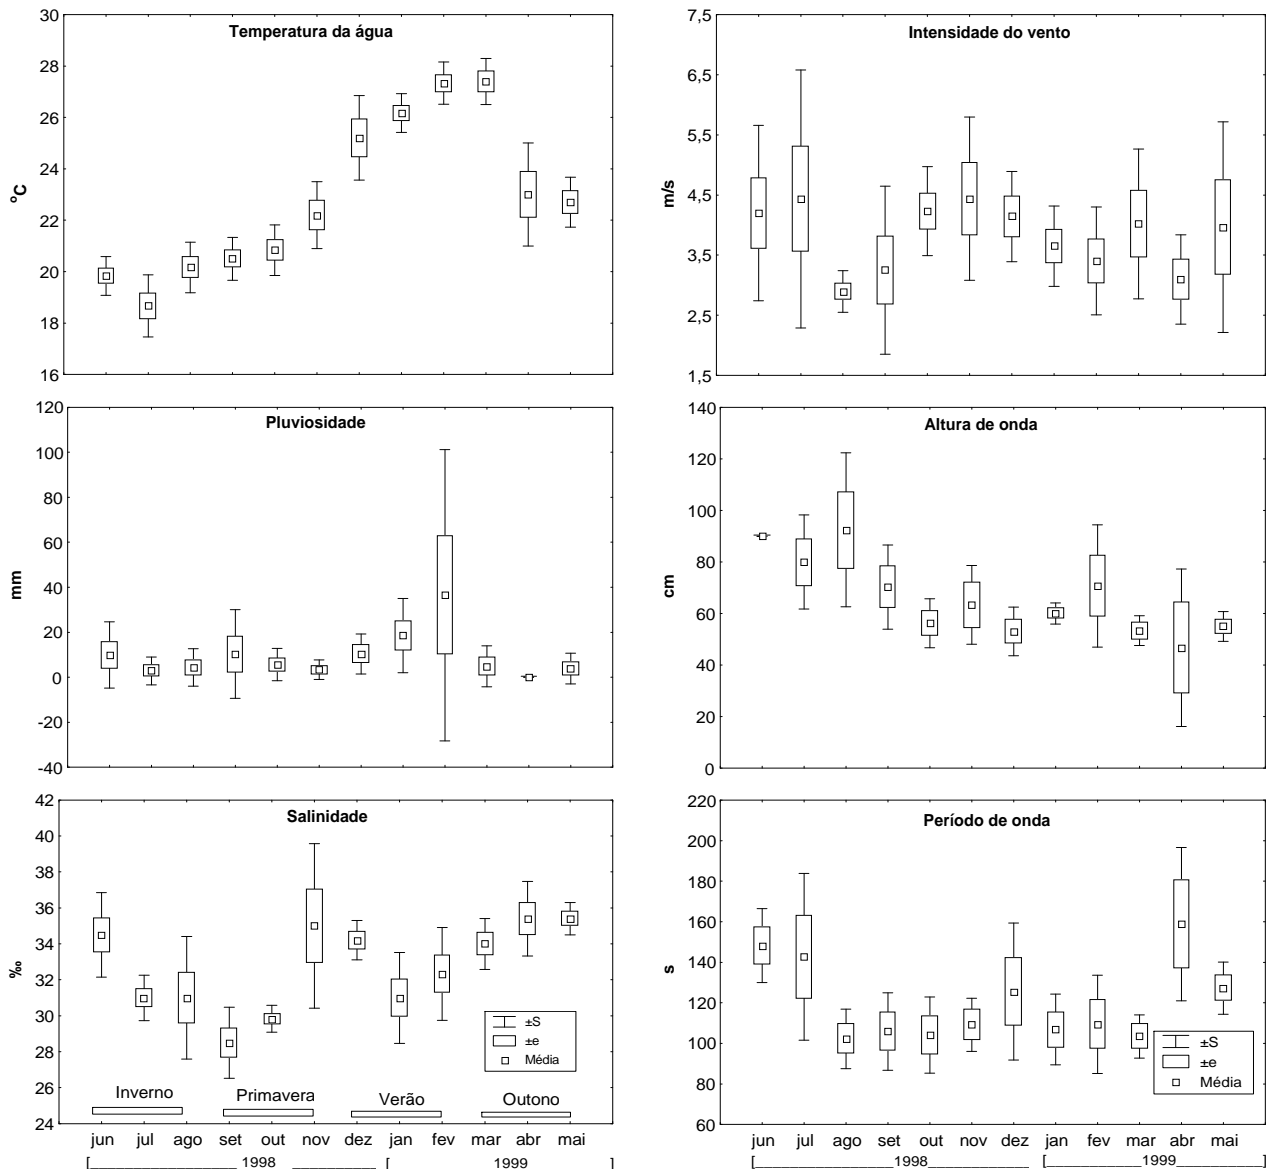 Temperatura da água
30
28
26
24
22
20
18
16
ºC
Intensidade do vento
7,5
6,5
5,5
4,5
3,5
2,5
1,5
m/s
Pluviosidade
120
100
80
60
40
20
0
-20
-40
mm
Altura de onda
140
120
100
80
60
40
20
0
cm
Salinidade
42
40
38
36
34
32
30
28
26
24
‰
±S
±e
Média
Inverno Primavera Verão Outono
jun jul ago set out nov dez jan fev mar abr mai
[ 1998 [ 1999 ]
Período de onda
220
200
180
160
140
120
100
80
60
s
±S
±e
Média
jun jul ago set out nov dez jan fev mar abr mai
[ 1998 ] [ 1999 ]